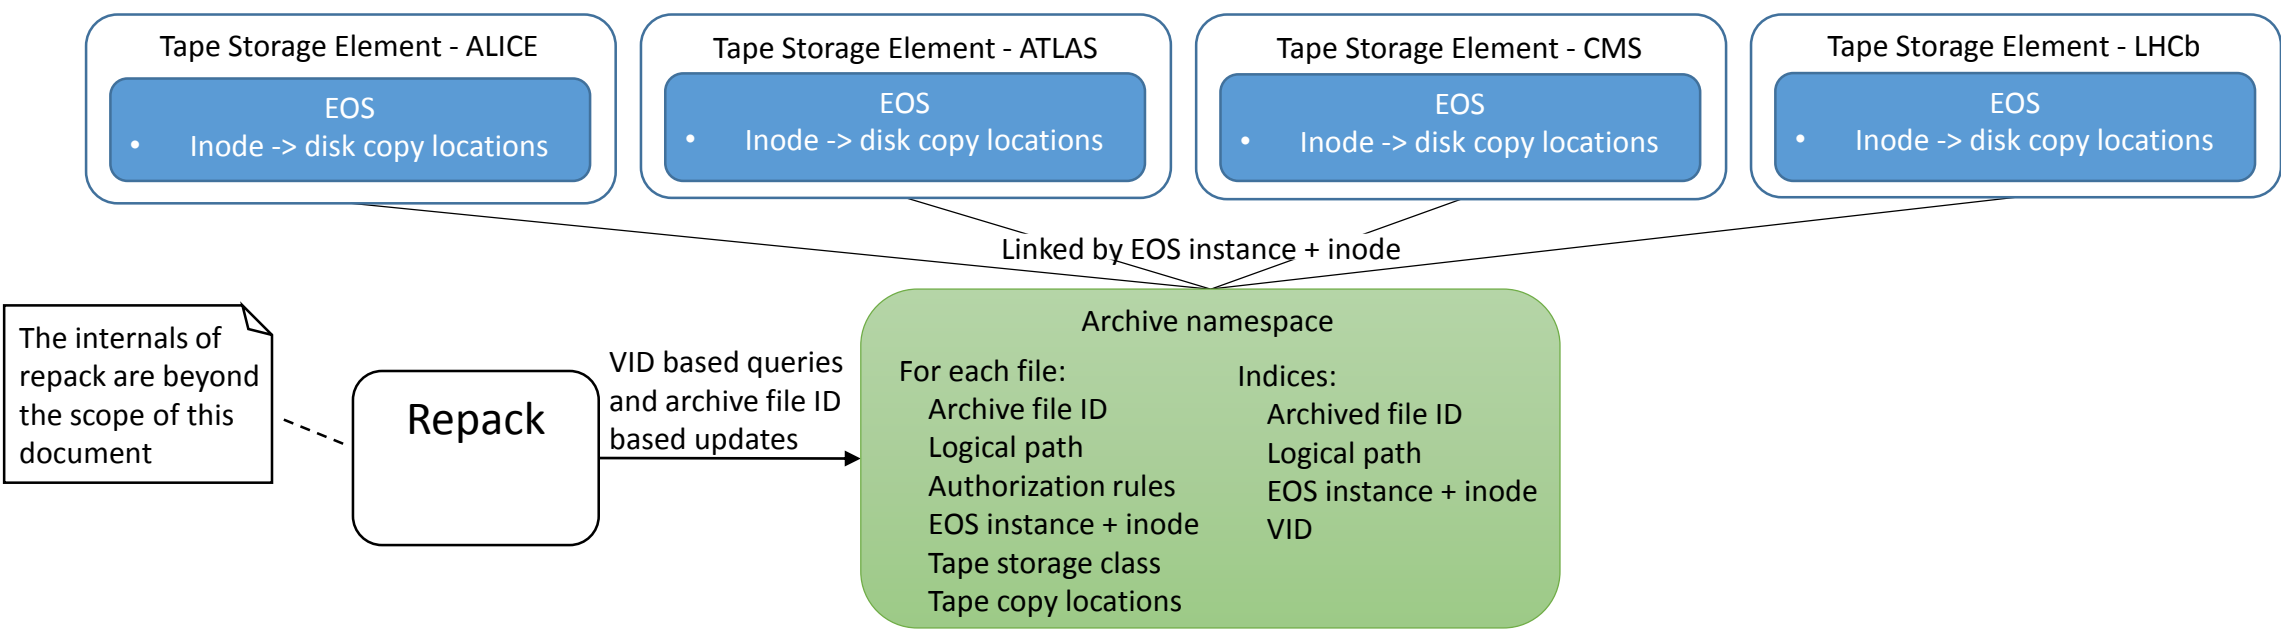 Tape Storage Element - ALICE
EOS
• Inode -> disk copy locations
Tape Storage Element - ATLAS
EOS
• Inode -> disk copy locations
Tape Storage Element - CMS
EOS
• Inode -> disk copy locations
Tape Storage Element - LHCb
EOS
• Inode -> disk copy locations
Linked by EOS instance + inode
The internals of
repack are beyond
the scope of this
document
Repack
VID based queries
and archive file ID
based updates
Archive namespace
For each file:
Archive file ID
Logical path
Authorization rules
EOS instance + inode
Tape storage class
Tape copy locations
Indices:
Archived file ID
Logical path
EOS instance + inode
VID